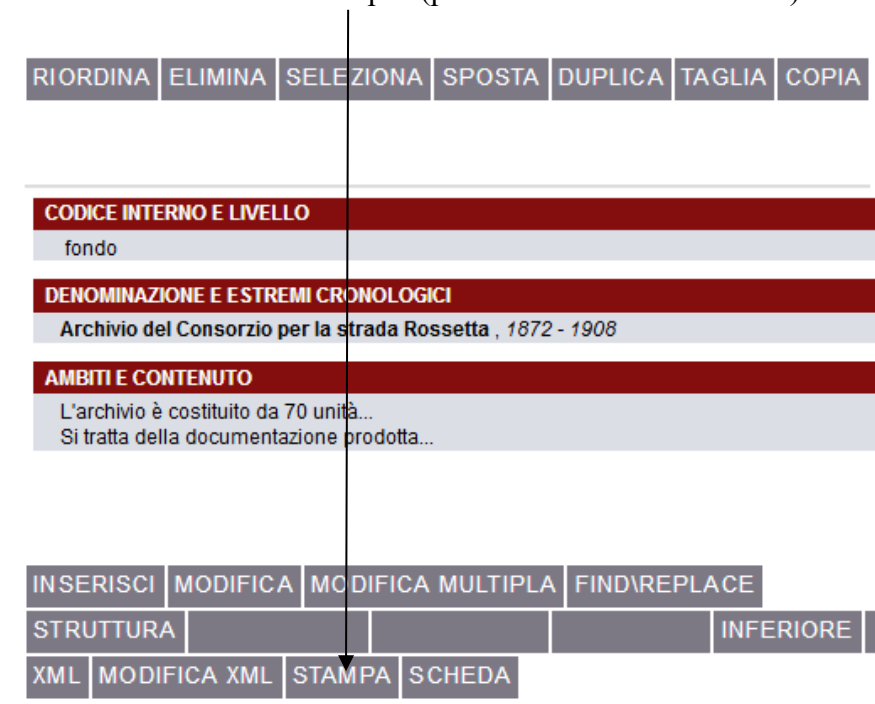 RIORDINA ELIMINA SELEZIONA SPOSTA DUPLICA TAGLIA COPIA
CODICE INTERNO E LIVELLO
fondo
DENOMINAZIONE E ESTREMI CRONOLOGICI
Archivio del Consorzio per la strada Rossetta , 1872 - 1908
AMBITI E CONTENUTO
L'archivio è costituito da 70 unità...
Si tratta della documentazione prodotta...
INSERISCI MODIFICA MODIFICA MULTIPLA FIND\REPLACE
STRUTTURA INFERIORE
XML MODIFICA XML STAMPA SCHEDA